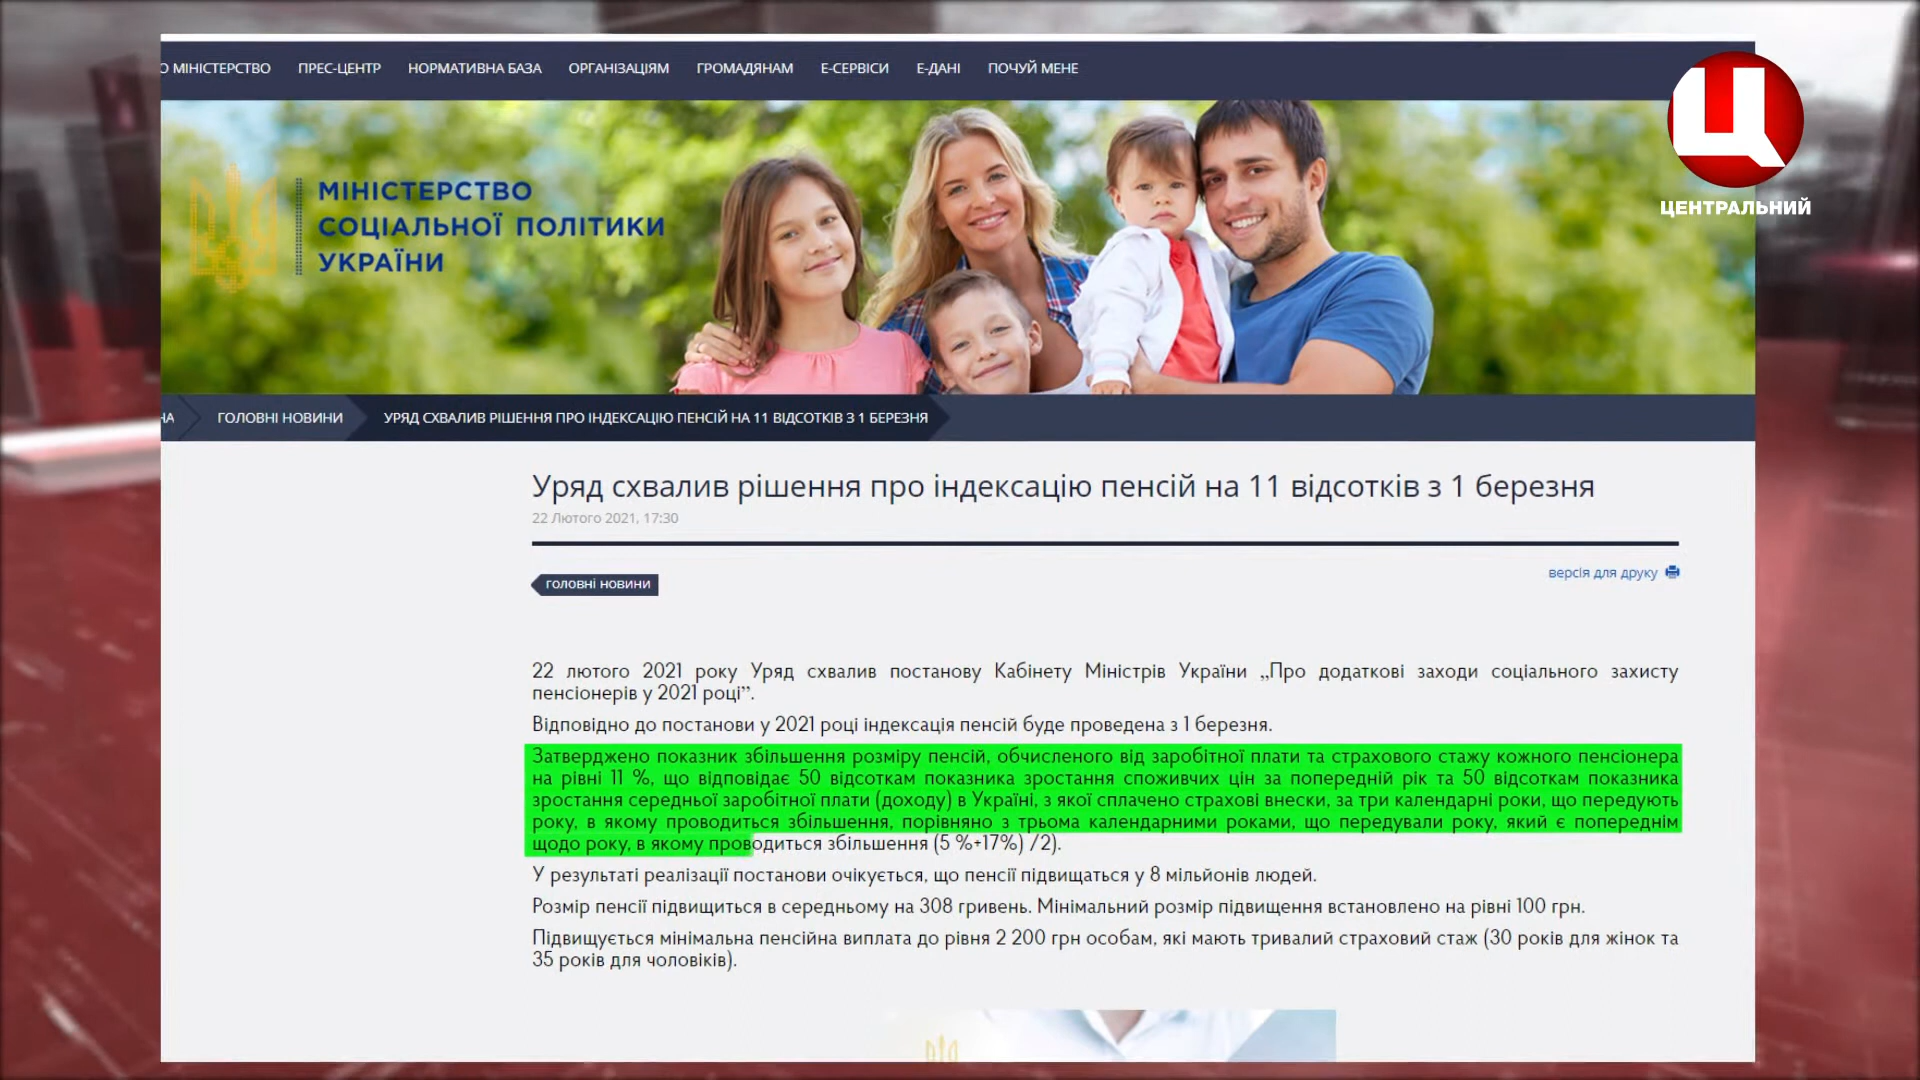 О МІНІСТЕРСТВО ПРЕС-ЦЕНТР НОРМАТИВНА БАЗА ОРГАНІЗАЦІЯМ ГРОМАДЯНАМ Е-СЕРВІСИ Е-ДАНІ ПОЧУЙ МЕНЕ
Ц
ЦЕНТРАЛЬНИЙ
МІНІСТЕРСТВО
СОЦІАЛЬНОЇ ПОЛІТИКИ
УКРАЇНИ
НА ГОЛОВНІ НОВИНИ УРЯД СХВАЛИВ РІШЕННЯ ПРО ІНДЕКСАЦІЮ ПЕНСІЙ НА 11 ВІДСОТКІВ З 1 БЕРЕЗНЯ
Уряд схвалив рішення про індексацію пенсій на 11 відсотків з 1 березня
22 Лютого 2021, 17:30
версія для друку
головні новини
22 лютого 2021 року Уряд схвалив постанову Кабінету Міністрів України „Про додаткові заходи соціального захисту
пенсіонерів у 2021 році”.
Відповідно до постанови у 2021 році індексація пенсій буде проведена з 1 березня.
Затверджено показник збільшення розміру пенсій, обчисленого від заробітної плати та страхового стажу кожного пенсіонера
на рівні 11 %, що відповідає 50 відсоткам показника зростання споживчих цін за попередній рік та 50 відсоткам показника
зростання середньої заробітної плати (доходу) в Україні, з якої сплачено страхові внески, за три календарні роки, що передують
року, в якому проводиться збільшення, порівняно з трьома календарними роками, що передували року, який є попереднім
щодо року, в якому проводиться збільшення (5 %+17%) /2).
У результаті реалізації постанови очікується, що пенсії підвищаться у 8 мільйонів людей.
Розмір пенсії підвищиться в середньому на 308 гривень. Мінімальний розмір підвищення встановлено на рівні 100 грн.
Підвищується мінімальна пенсійна виплата до рівня 2 200 грн особам, які мають тривалий страховий стаж (30 років для жінок та
35 років для чоловіків).